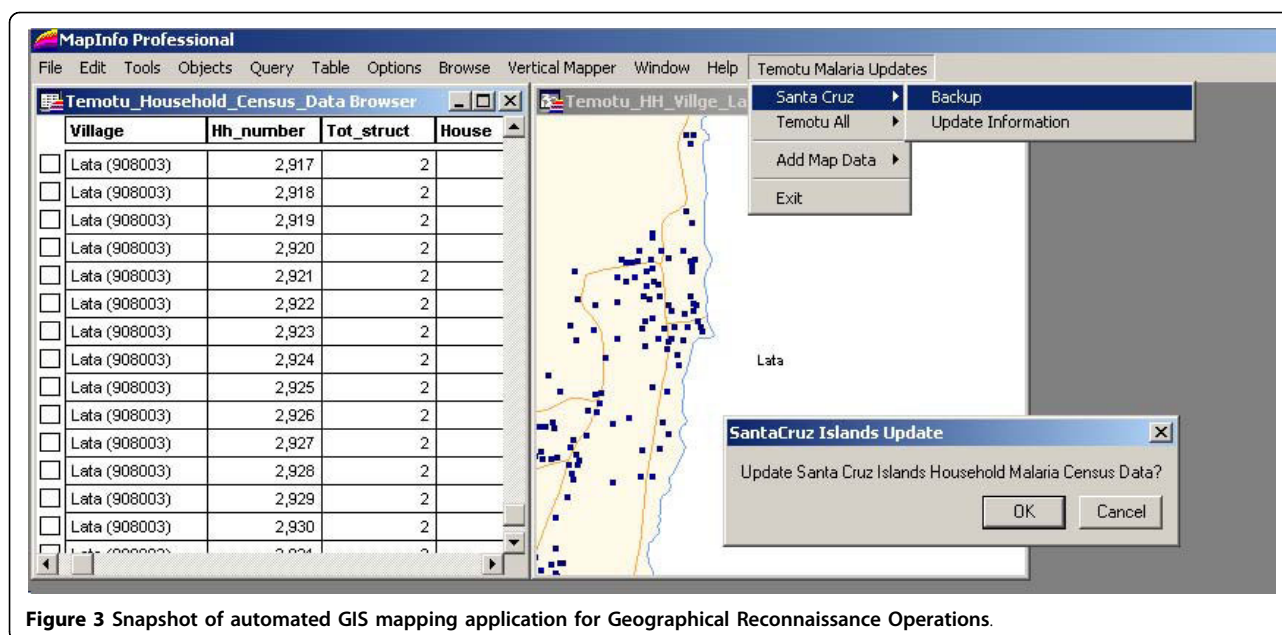 MapInfo Professional
File Edit Tools Objects Query Table Options Browse Vertical Mapper Window Help Temotu Malaria Updates
Temotu_Household_Census_Data Browser
Village Hh_number Tot_struct House
Lata (908003) 2,917 2
Lata (908003) 2,918 2
Lata (908003) 2,919 2
Lata (908003) 2,920 2
Lata (908003) 2,921 2
Lata (908003) 2,922 2
Lata (908003) 2,923 2
Lata (908003) 2,924 2
Lata (908003) 2,925 2
Lata (908003) 2,926 2
Lata (908003) 2,927 2
Lata (908003) 2,928 2
Lata (908003) 2,929 2
Lata (908003) 2,930 2
Temotu_HH_Villge_La
Santa Cruz
Temotu All
Add Map Data
Exit
Backup
Update Information
Lata
SantaCruz Islands Update
Update Santa Cruz Islands Household Malaria Census Data?
OK Cancel
Figure 3 Snapshot of automated GIS mapping application for Geographical Reconnaissance Operations.